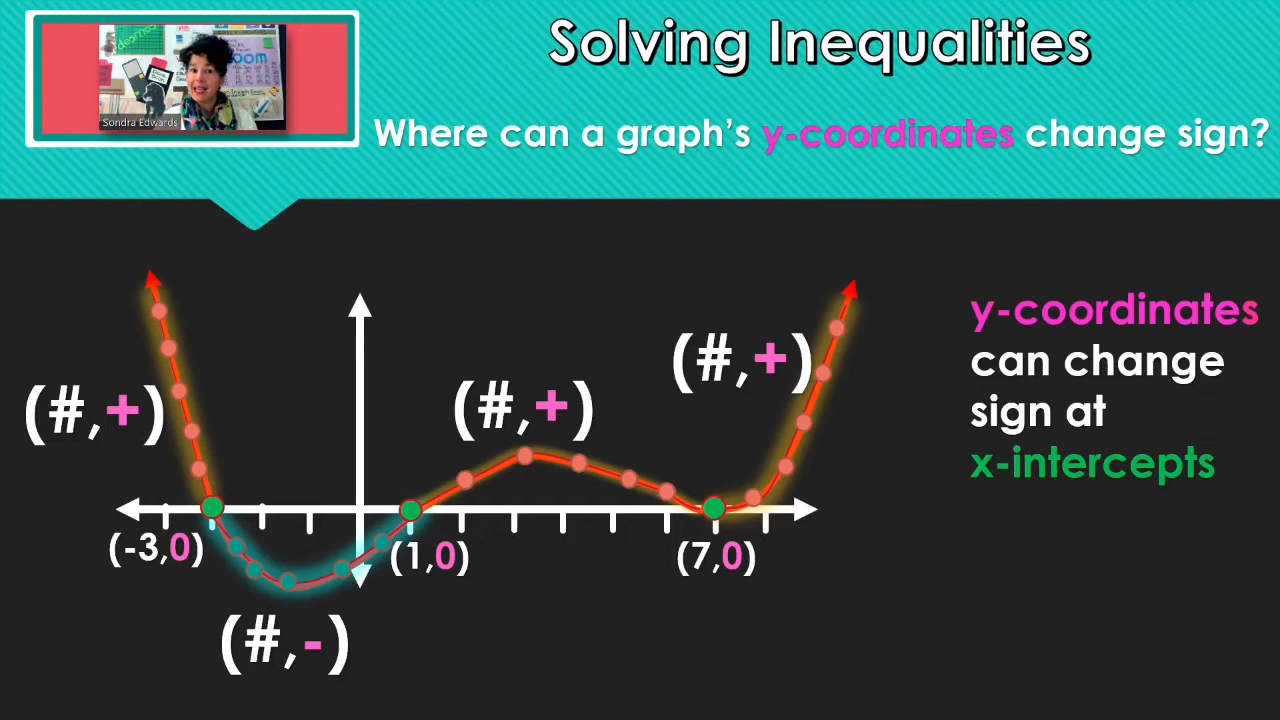 Solving Inequalities
Where can a graph's y-coordinates change sign?
desmos
Sondra Edwards
(#,+)
(#,+)
(#,+)
(-3,0)
(1,0)
(7,0)
(#,-)
y-coordinates
can change
sign at
x-intercepts